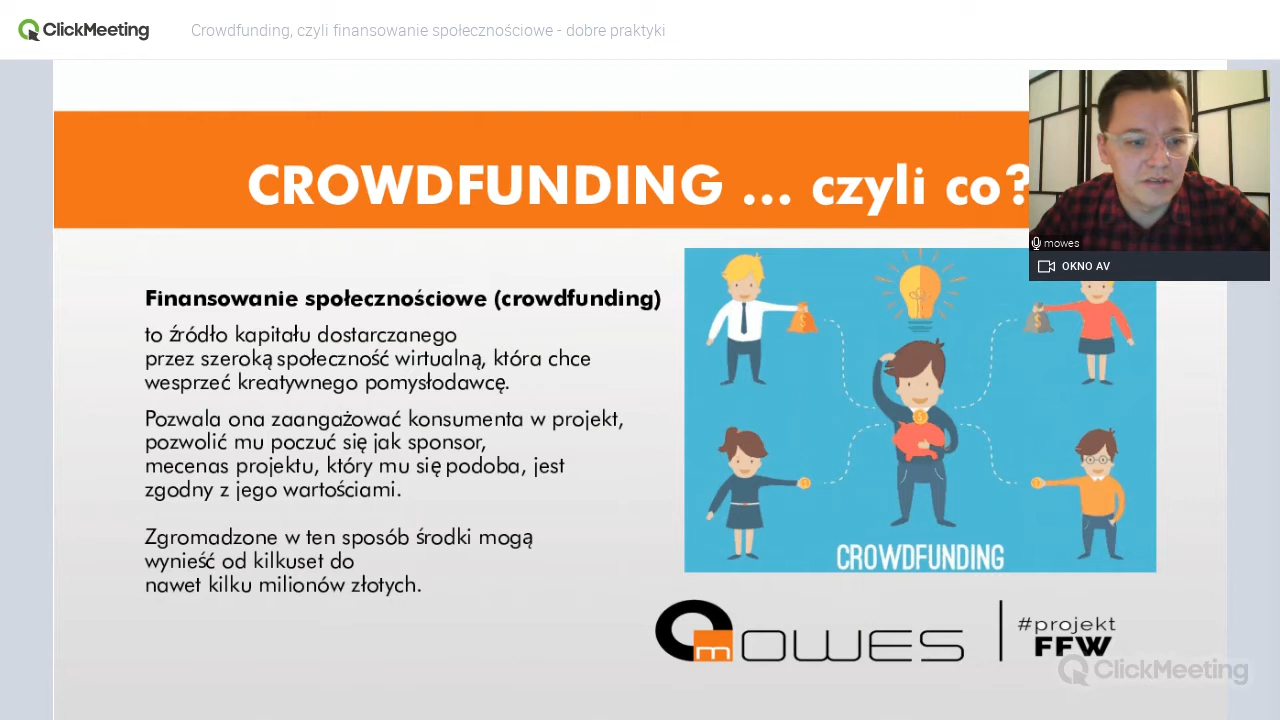 ClickMeeting
Crowdfunding, czyli finansowanie społecznościowe - dobre praktyki
CROWDFUNDING ... czyli co?
mowes
OKNO AV
Finansowanie społecznościowe (crowdfunding)
to źródło kapitału dostarczanego
przez szeroką społeczność wirtualną, która chce
wesprzeć kreatywnego pomysłodawcę.
Pozwala ona zaangażować konsumenta w projekt,
pozwolić mu poczuć się jak sponsor,
mecenas projektu, który mu się podoba, jest
zgodny z jego wartościami.
Zgromadzone w ten sposób środki mogą
wynieść od kilkuset do
nawet kilku milionów złotych.
CROWDFUNDING
m OWES
#projekt
FFW
ClickMeeting